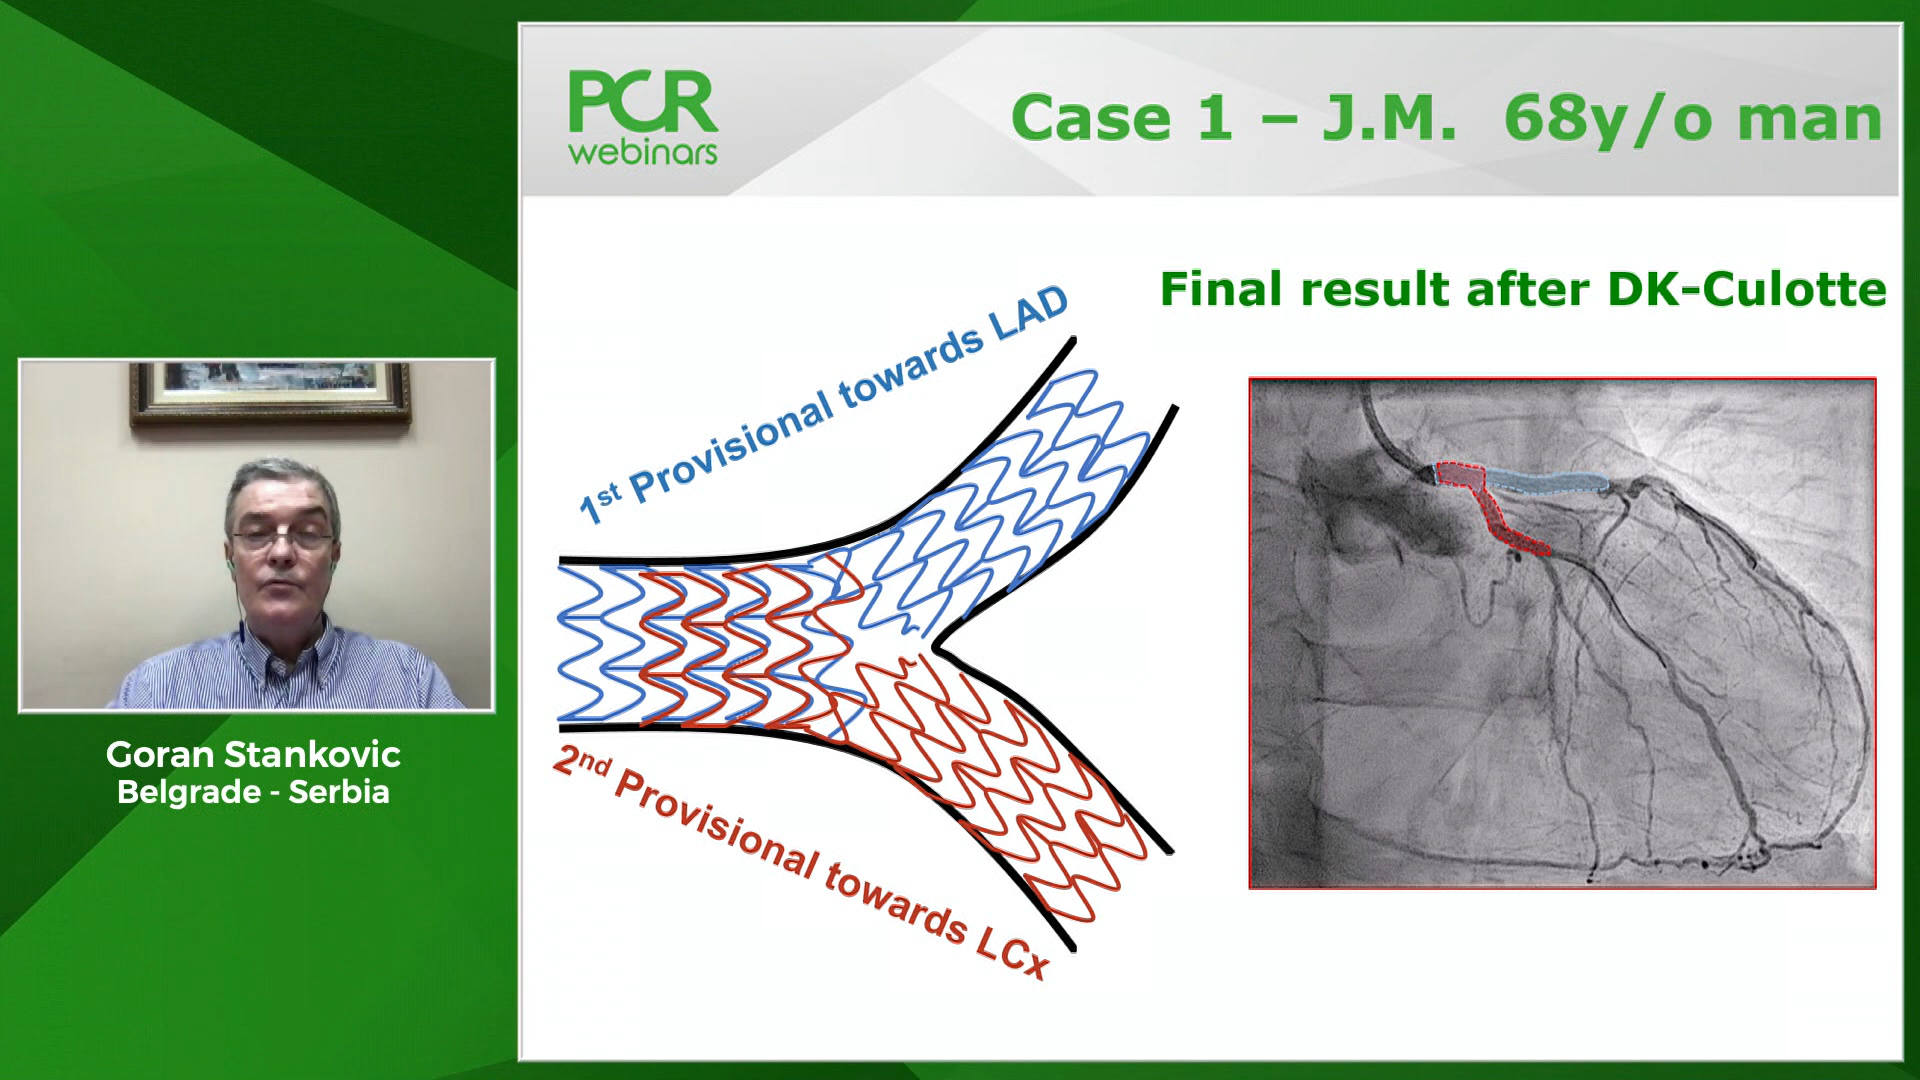 PCR
webinars
Case 1 – J.M. 68y/o man
Final result after DK-Culotte
1st Provisional towards LAD
2nd Provisional towards LCx
Goran Stankovic
Belgrade - Serbia